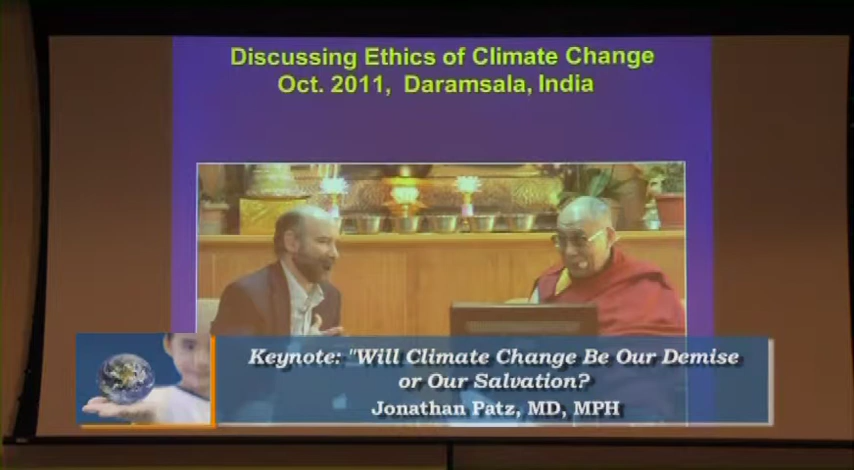 Discussing Ethics of Climate Change
Oct. 2011, Daramsala, India
Keynote: "Will Climate Change Be Our Demise
or Our Salvation?
Jonathan Patz, MD, MPH